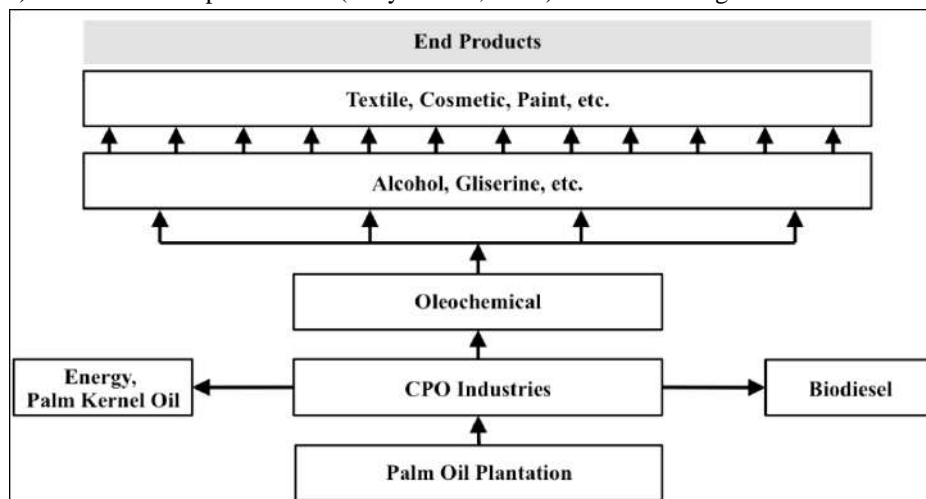 End Products
Textile, Cosmetic, Paint, etc.
Alcohol, Gliserine, etc.
Oleochemical
Energy,
Palm Kernel Oil
CPO Industries
Biodiesel
Palm Oil Plantation